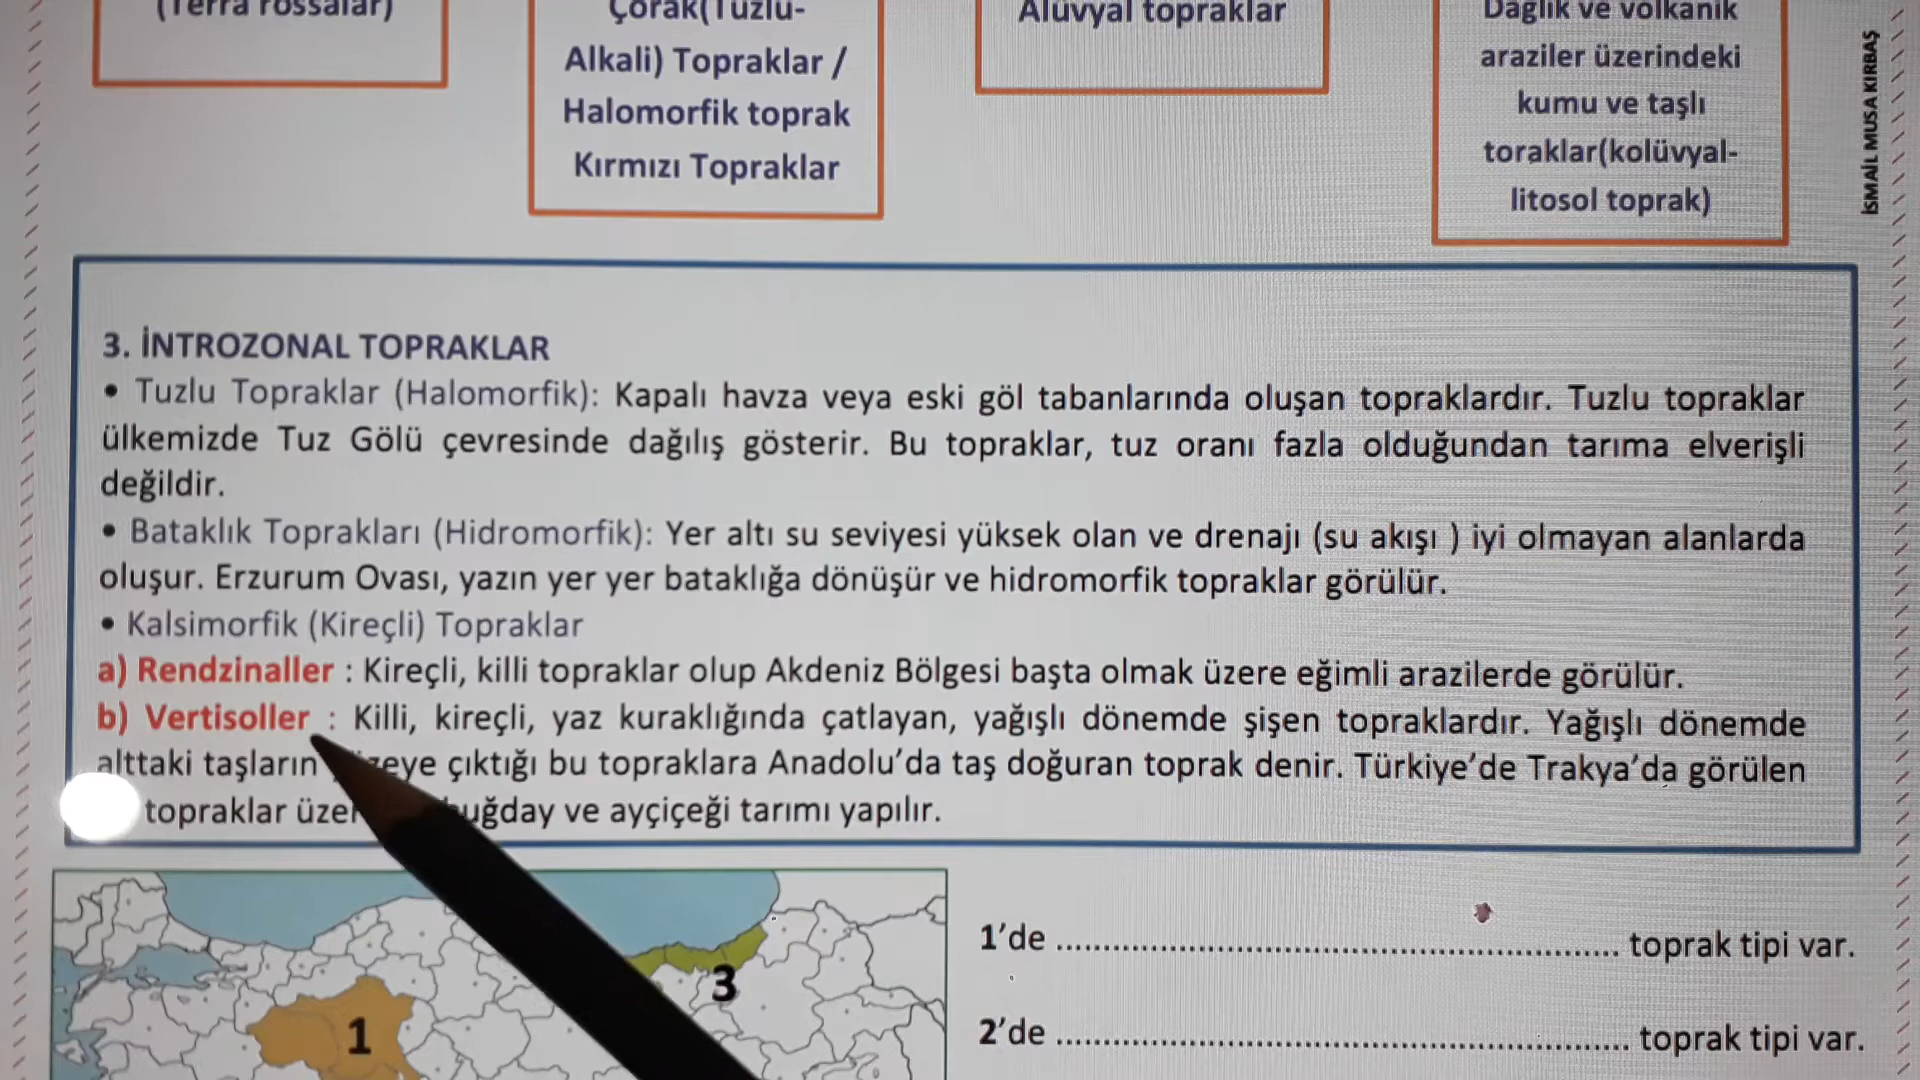 (Terra rossalar)
Çorak(Tuzlu-
Alkali) Topraklar /
Halomorfik toprak
Kırmızı Topraklar
Alüvyal topraklar
Dağlık ve volkanik
araziler üzerindeki
kumu ve taşlı
toraklar(kolüvyal-
litosol toprak)
İSMAİL MUSA KIRBAŞ
3. İNTROZONAL TOPRAKLAR
• Tuzlu Topraklar (Halomorfik): Kapalı havza veya eski göl tabanlarında oluşan topraklardır. Tuzlu topraklar
ülkemizde Tuz Gölü çevresinde dağılış gösterir. Bu topraklar, tuz oranı fazla olduğundan tarıma elverişli
değildir.
• Bataklık Toprakları (Hidromorfik): Yer altı su seviyesi yüksek olan ve drenajı (su akışı ) iyi olmayan alanlarda
oluşur. Erzurum Ovası, yazın yer yer bataklığa dönüşür ve hidromorfik topraklar görülür.
• Kalsimorfik (Kireçli) Topraklar
a) Rendzinaller : Kireçli, killi topraklar olup Akdeniz Bölgesi başta olmak üzere eğimli arazilerde görülür.
b) Vertisoller : Killi, kireçli, yaz kuraklığında çatlayan, yağışlı dönemde şişen topraklardır. Yağışlı dönemde
alttaki taşların çıktığı bu topraklara Anadolu’da taş doğuran toprak denir. Türkiye’de Trakya’da görülen
topraklar buğday ve ayçiçeği tarımı yapılır.
1
3
1’de ........................................................ toprak tipi var.
2’de ........................................................ toprak tipi var.